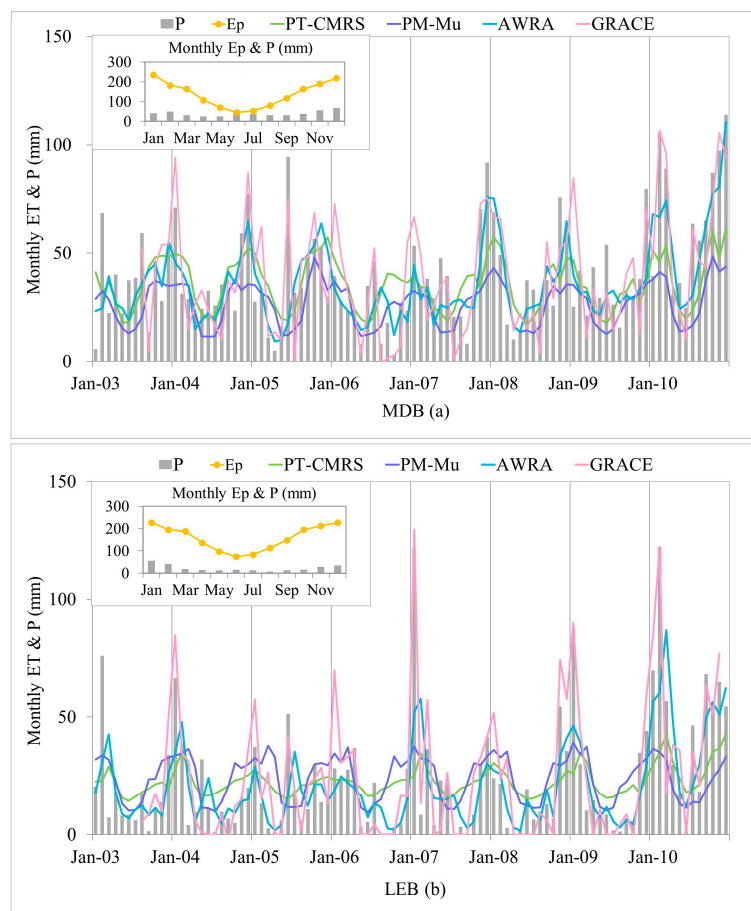 P Ep PT-CMRS PM-Mu AWRA GRACE
Monthly ET & P (mm)
150
100
50
0
Monthly Ep & P (mm)
300
200
100
0
Jan Mar May Jul Sep Nov
Jan-03 Jan-04 Jan-05 Jan-06 Jan-07 Jan-08 Jan-09 Jan-10
MDB (a)
P Ep PT-CMRS PM-Mu AWRA GRACE
Monthly ET & P (mm)
150
100
50
0
Monthly Ep & P (mm)
300
200
100
0
Jan Mar May Jul Sep Nov
Jan-03 Jan-04 Jan-05 Jan-06 Jan-07 Jan-08 Jan-09 Jan-10
LEB (b)